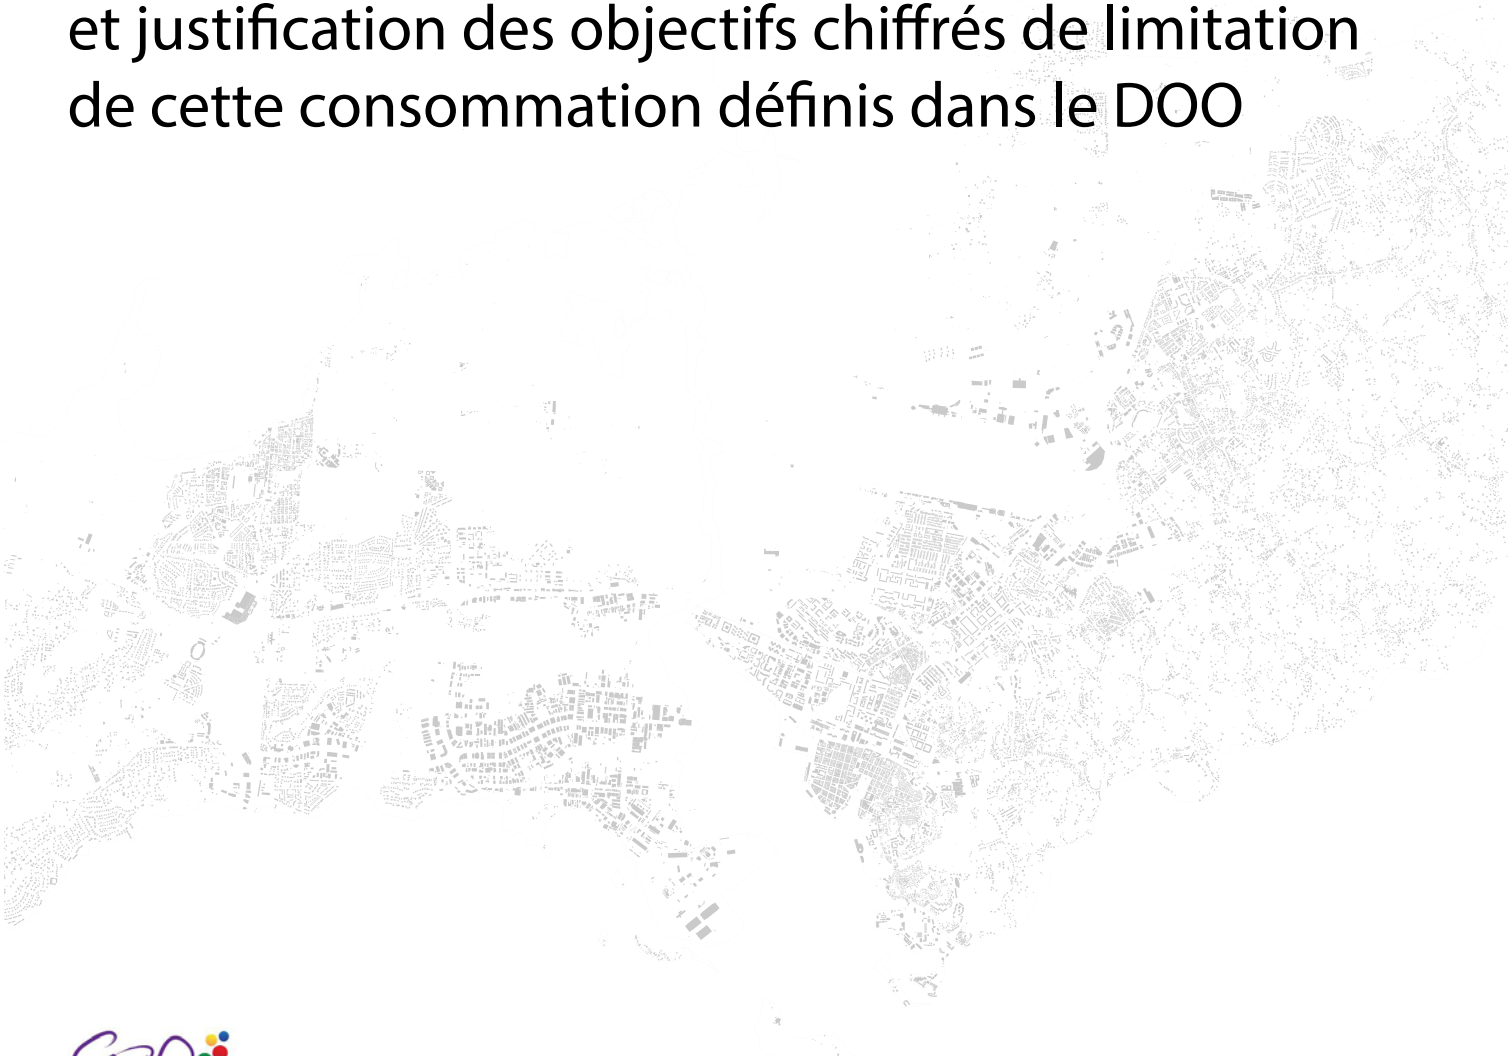 et justification des objectifs chiffrés de limitation
de cette consommation définis dans le DOO